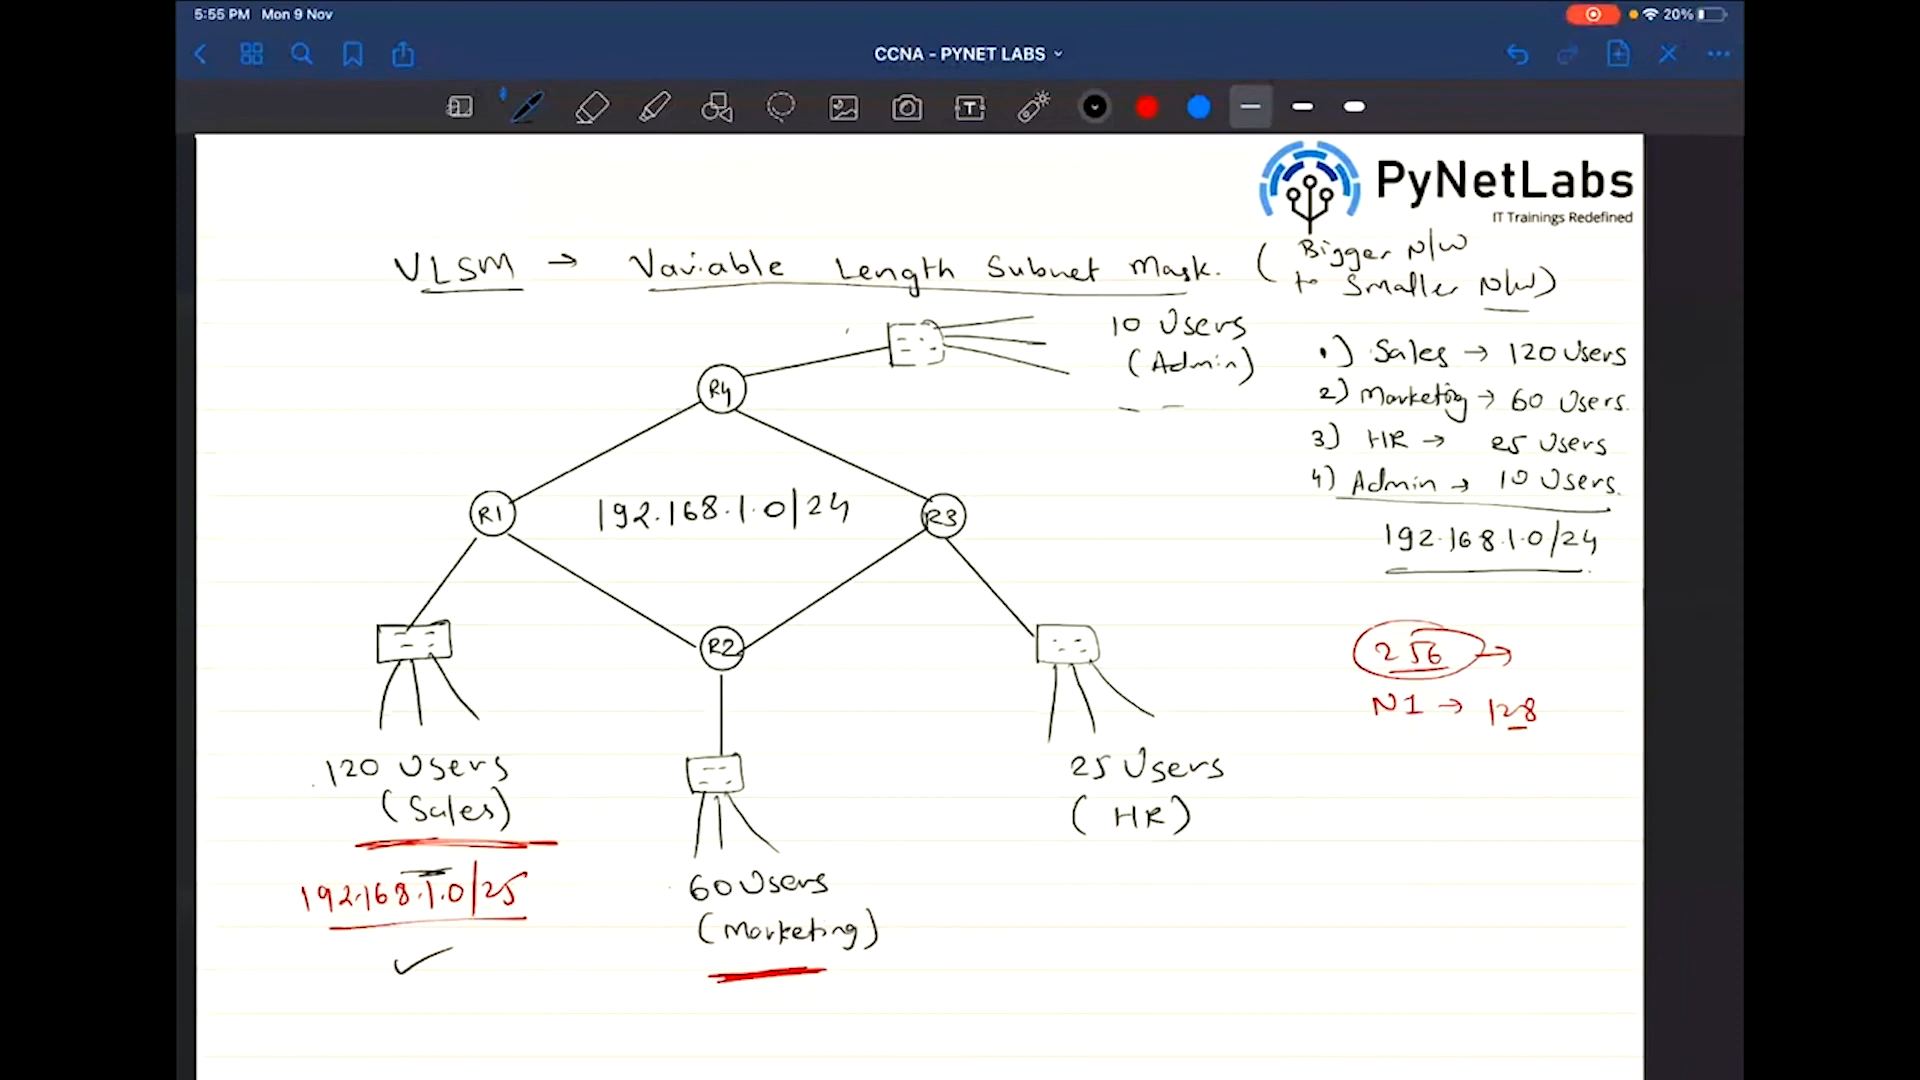 5:55 PM Mon 9 Nov
20%
CCNA - PYNET LABS
T
PyNetLabs
IT Trainings Redefined
VLSM → Variable Length Subnet Mask. (Bigger N/W
to Smaller N/W)
10 Users
(Admin)
1) Sales → 120 Users
2) Marketing → 60 Users.
3) HR → 25 Users
4) Admin → 10 Users.
192.168.1.0/24
R4
R1
192.168.1.0/24
R3
R2
256 →
N1 → 128
120 Users
(Sales)
192.168.1.0/25
60 Users
(Marketing)
25 Users
(HR)